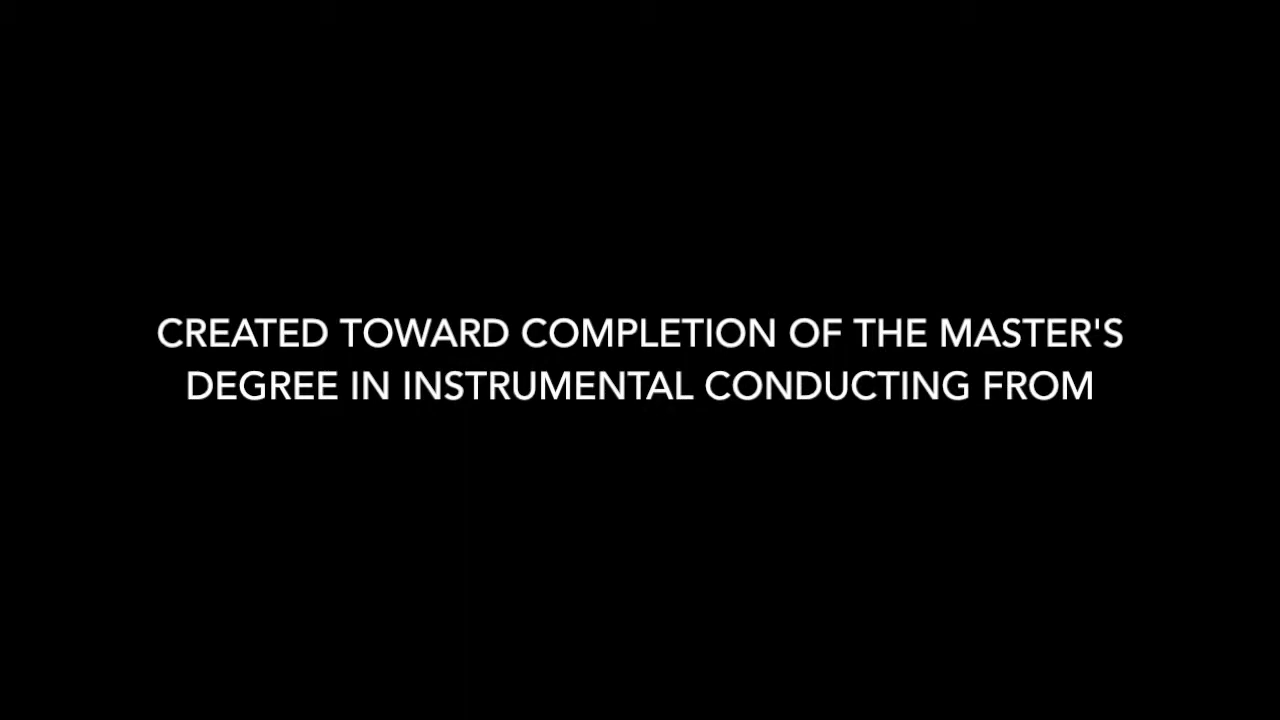 CREATED TOWARD COMPLETION OF THE MASTER'S
DEGREE IN INSTRUMENTAL CONDUCTING FROM